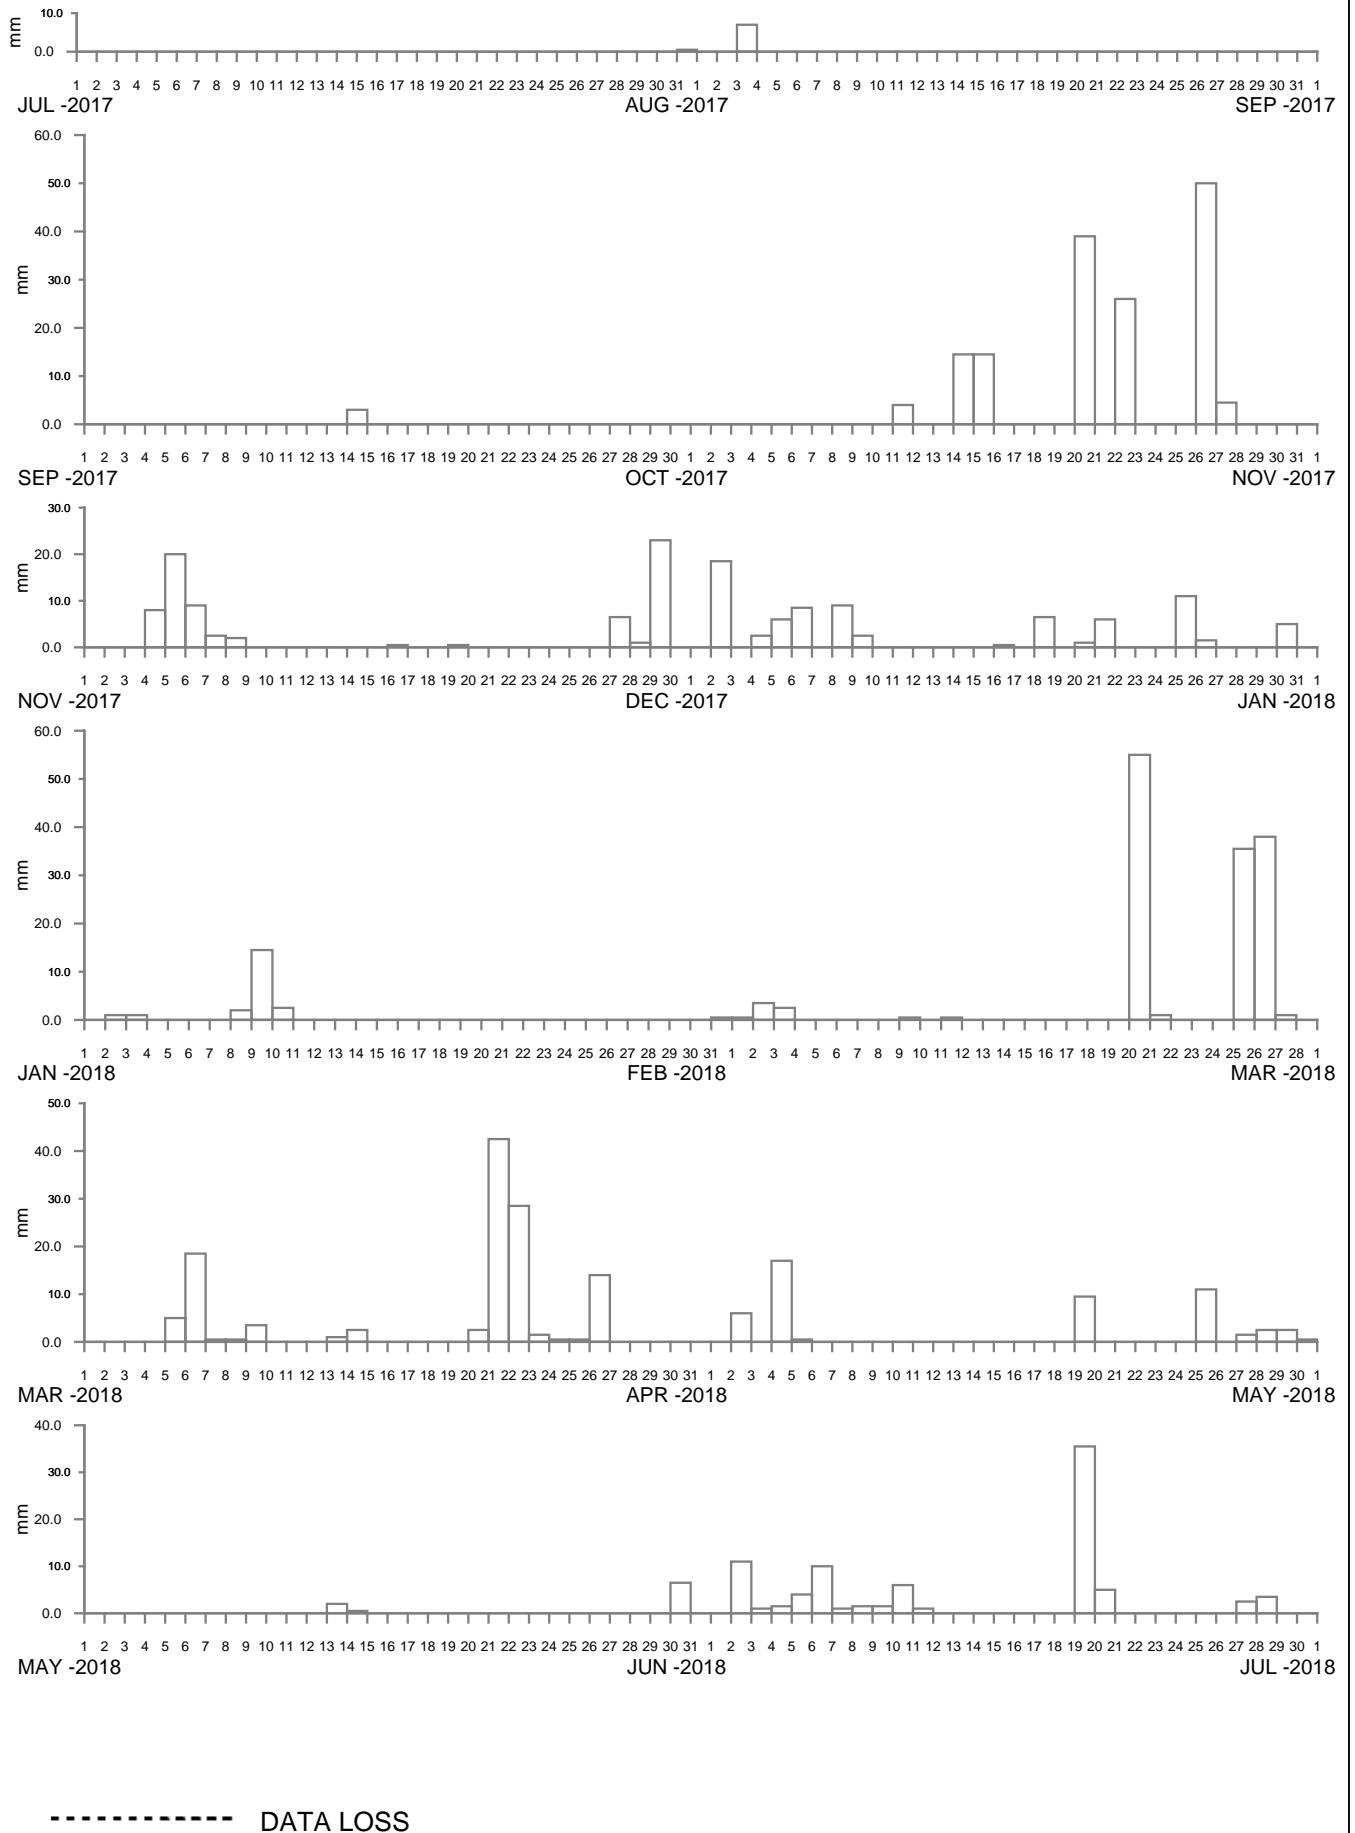 10.0
mm
0.0
1 2 3 4 5 6 7 8 9 10 11 12 13 14 15 16 17 18 19 20 21 22 23 24 25 26 27 28 29 30 31 1 2 3 4 5 6 7 8 9 10 11 12 13 14 15 16 17 18 19 20 21 22 23 24 25 26 27 28 29 30 31 1
JUL -2017 AUG -2017 SEP -2017
60.0
50.0
40.0
30.0
mm
20.0
10.0
0.0
1 2 3 4 5 6 7 8 9 10 11 12 13 14 15 16 17 18 19 20 21 22 23 24 25 26 27 28 29 30 1 2 3 4 5 6 7 8 9 10 11 12 13 14 15 16 17 18 19 20 21 22 23 24 25 26 27 28 29 30 31 1
SEP -2017 OCT -2017 NOV -2017
30.0
20.0
mm
10.0
0.0
1 2 3 4 5 6 7 8 9 10 11 12 13 14 15 16 17 18 19 20 21 22 23 24 25 26 27 28 29 30 1 2 3 4 5 6 7 8 9 10 11 12 13 14 15 16 17 18 19 20 21 22 23 24 25 26 27 28 29 30 31 1
NOV -2017 DEC -2017 JAN -2018
60.0
50.0
40.0
30.0
mm
20.0
10.0
0.0
1 2 3 4 5 6 7 8 9 10 11 12 13 14 15 16 17 18 19 20 21 22 23 24 25 26 27 28 29 30 31 1 2 3 4 5 6 7 8 9 10 11 12 13 14 15 16 17 18 19 20 21 22 23 24 25 26 27 28 1
JAN -2018 FEB -2018 MAR -2018
50.0
40.0
30.0
mm
20.0
10.0
0.0
1 2 3 4 5 6 7 8 9 10 11 12 13 14 15 16 17 18 19 20 21 22 23 24 25 26 27 28 29 30 31 1 2 3 4 5 6 7 8 9 10 11 12 13 14 15 16 17 18 19 20 21 22 23 24 25 26 27 28 29 30 1
MAR -2018 APR -2018 MAY -2018
40.0
30.0
mm
20.0
10.0
0.0
1 2 3 4 5 6 7 8 9 10 11 12 13 14 15 16 17 18 19 20 21 22 23 24 25 26 27 28 29 30 31 1 2 3 4 5 6 7 8 9 10 11 12 13 14 15 16 17 18 19 20 21 22 23 24 25 26 27 28 29 30 1
MAY -2018 JUN -2018 JUL -2018
DATA LOSS